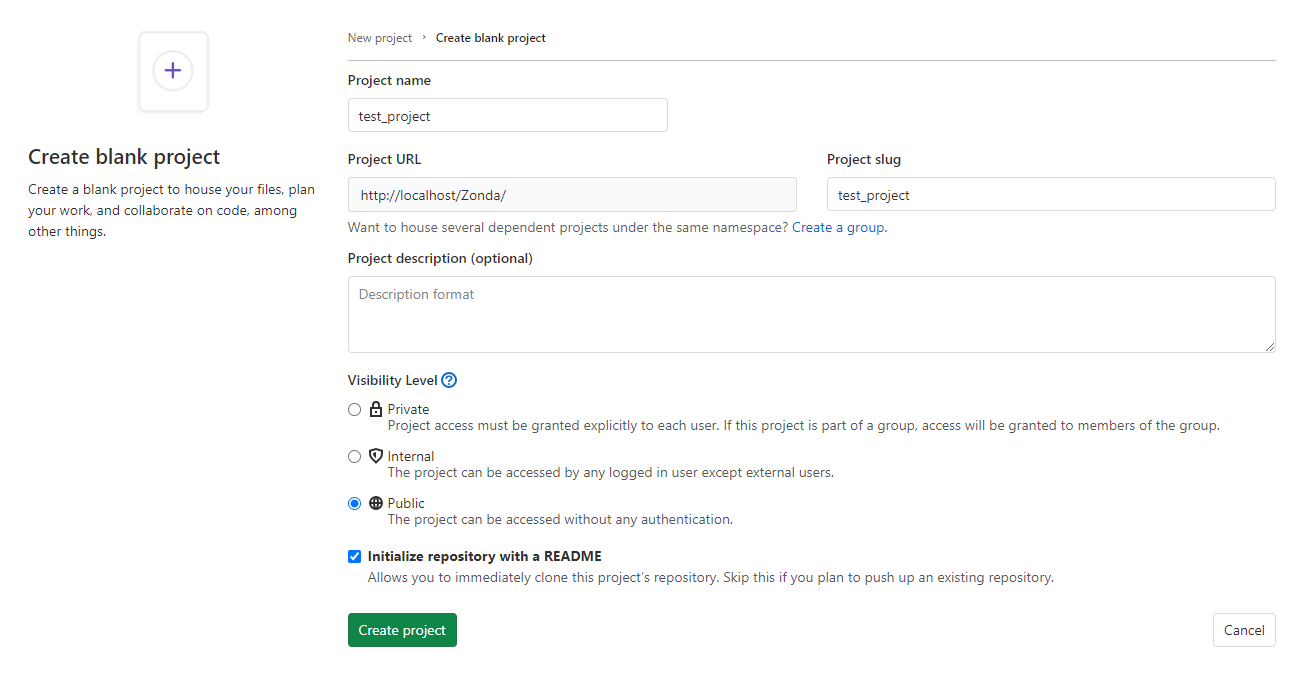 New project › Create blank project
Create blank project
Create a blank project to house your files, plan
your work, and collaborate on code, among
other things.
Project name
test_project
Project URL
Project slug
http://localhost/Zonda/
test_project
Want to house several dependent projects under the same namespace? Create a group.
Project description (optional)
Description format
Visibility Level
Private
Project access must be granted explicitly to each user. If this project is part of a group, access will be granted to members of the group.
Internal
The project can be accessed by any logged in user except external users.
Public
The project can be accessed without any authentication.
Initialize repository with a README
Allows you to immediately clone this project's repository. Skip this if you plan to push up an existing repository.
Create project
Cancel